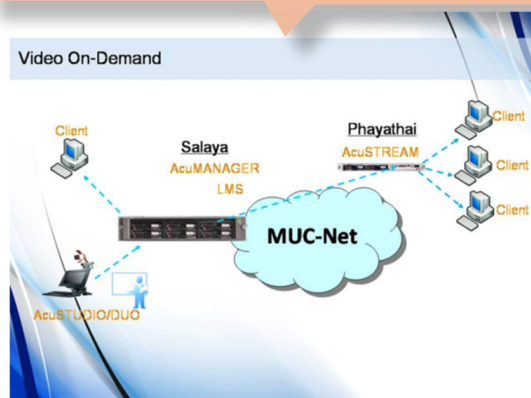 Video On-Demand
Client
Salaya
AcuMANAGER
LMS
Phayathai
AcuSTREAM
Client
Client
Client
MUC-Net
AcuSTUDIO/DUO